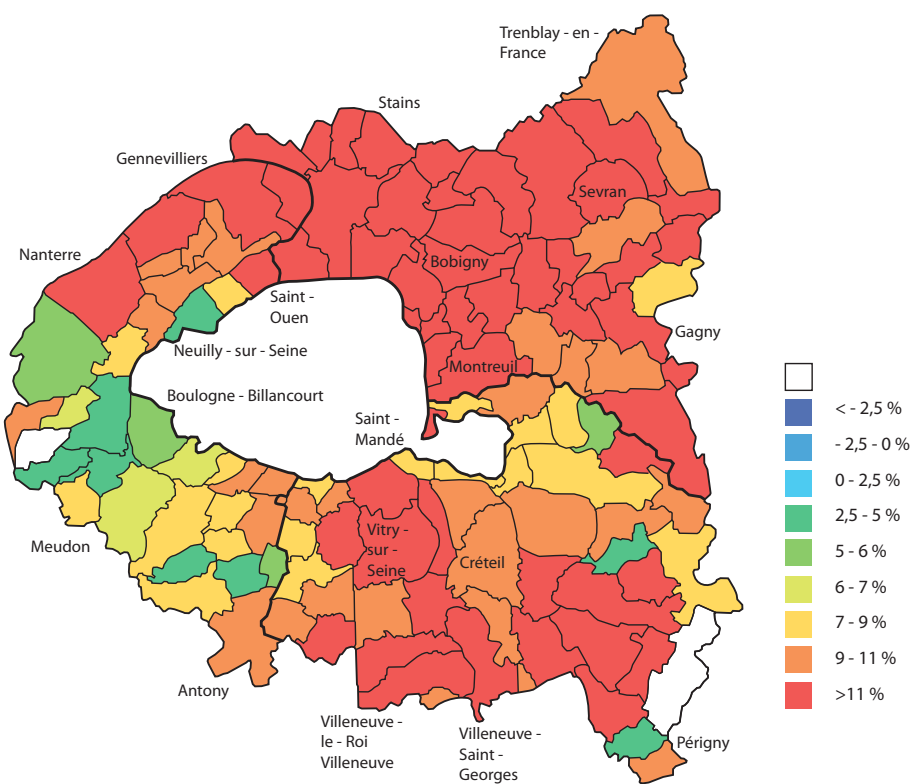 Trenblay - en -
France
Stains
Gennevilliers
Sevran
Nanterre
Bobigny
Saint -
Ouen
Gagny
Neuilly - sur - Seine
Montreuil
Boulogne - Billancourt
Saint -
Mandé
Vitry -
sur -
Seine
Meudon
Créteil
Antony
Villeneuve -
le - Roi
Villeneuve
Villeneuve -
Saint -
Georges
Périgny
< - 2,5 %
- 2,5 - 0 %
0 - 2,5 %
2,5 - 5 %
5 - 6 %
6 - 7 %
7 - 9 %
9 - 11 %
>11 %